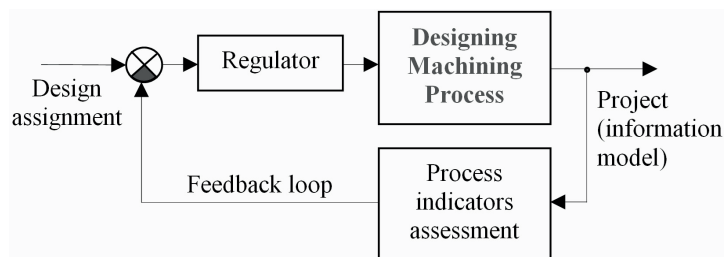 Design
assignment
Regulator
Designing
Machining
Process
Project
(information
model)
Feedback loop
Process
indicators
assessment